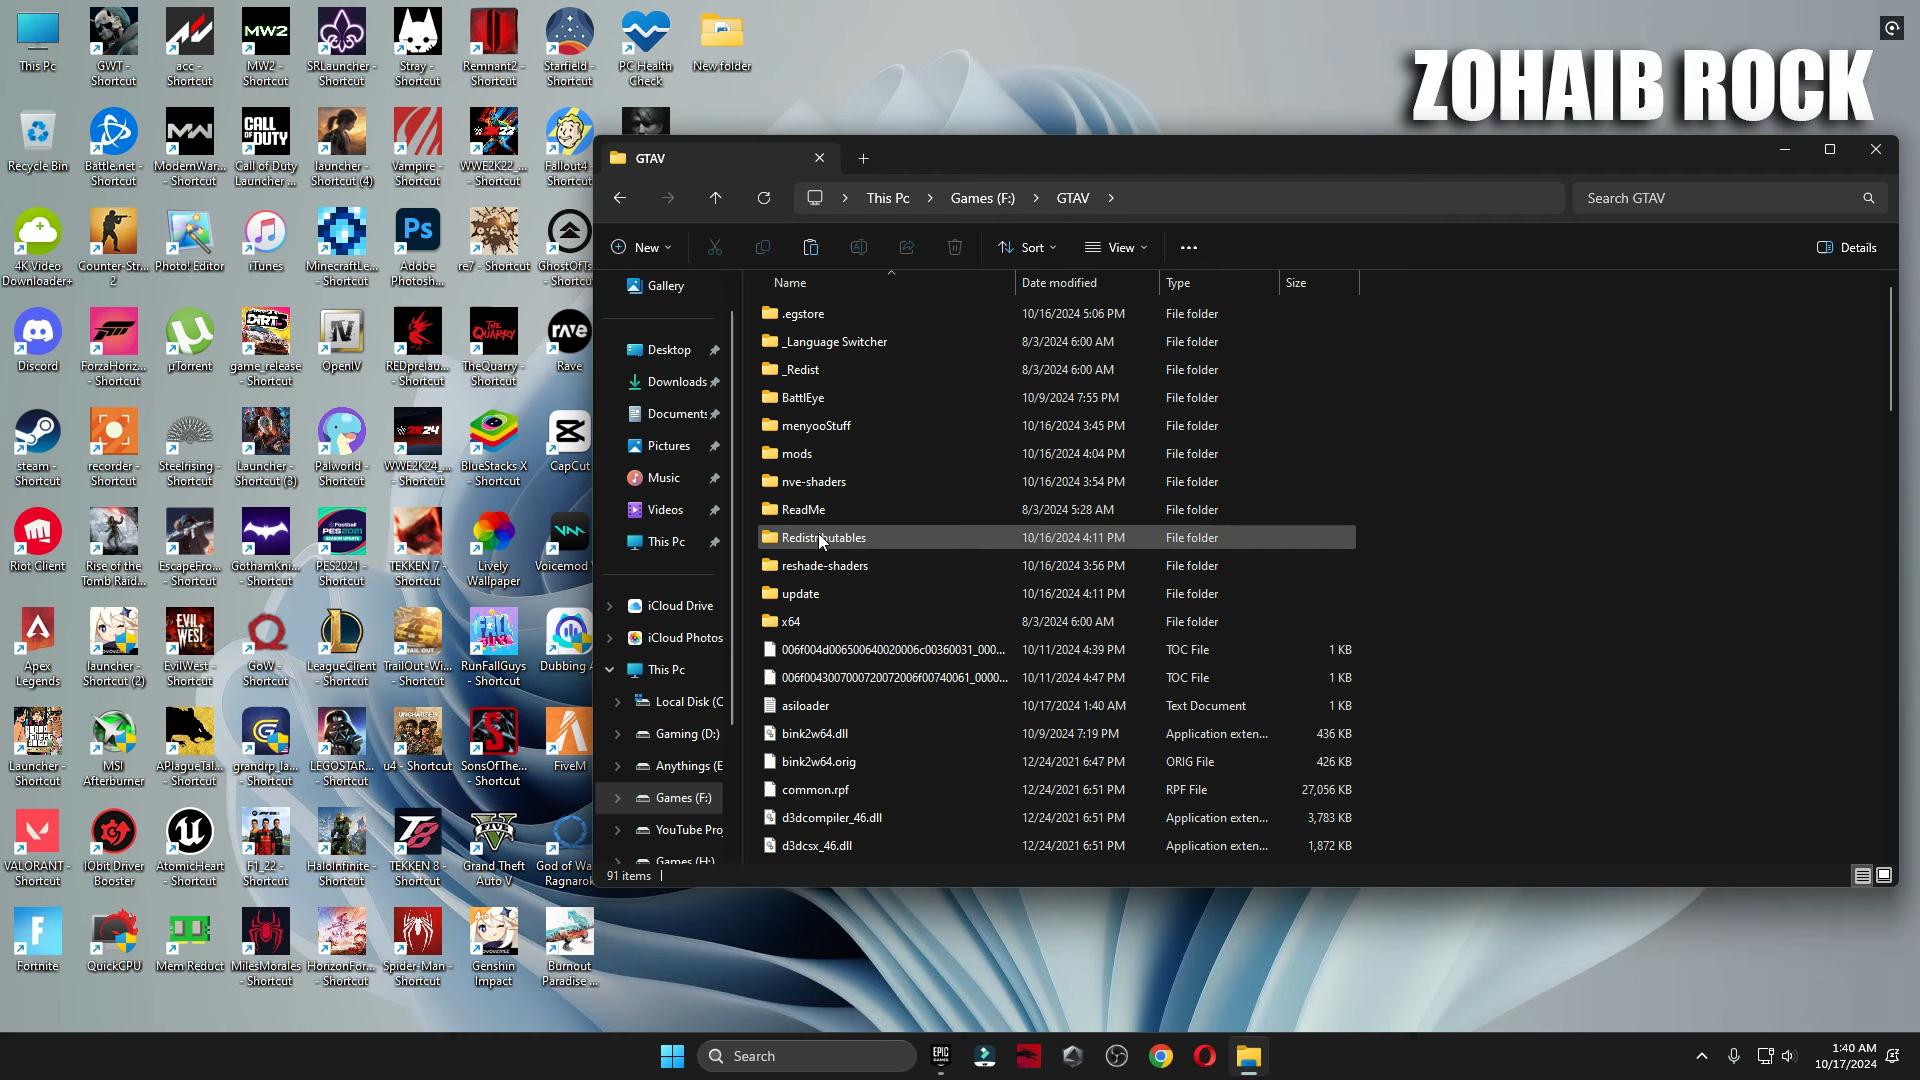 ZOHAIB ROCK
This Pc
GWT - Shortcut
acc - Shortcut
MW2 - Shortcut
SRLauncher - Shortcut
Stray - Shortcut
Remnant2 - Shortcut
Starfield - Shortcut
PC Health Check
New folder
Recycle Bin
Battle.net - Shortcut
ModernWar... - Shortcut
Call of Duty Launcher ...
launcher - Shortcut (4)
Vampire - Shortcut
WWE2K22_... - Shortcut
Fallout4 Shortcut
4K Video Downloader+
Counter-Str... 2
Photo! Editor
iTunes
MinecraftLe... - Shortcut
Adobe Photosh...
re7 - Shortcut
GhostOfTs
Discord
ForzaHoriz... - Shortcut
µTorrent
game_release - Shortcut
OpenIV
REDprelau... - Shortcut
TheQuarry - Shortcut
Rave
steam - Shortcut
recorder - Shortcut
Steelrising - Shortcut
Launcher - Shortcut (3)
Palworld - Shortcut
WWE2K24_... - Shortcut
BlueStacks X
CapCut
Riot Client
Rise of the Tomb Raid...
EscapeFro... - Shortcut
GothamKni... - Shortcut
PES2021 - Shortcut
TEKKEN 7 - Shortcut
Lively Wallpaper
Voicemod
Apex Legends
launcher - Shortcut (2)
EvilWest - Shortcut
GoW - Shortcut
LeagueClient - Shortcut
TrailOut-Wi... - Shortcut
RunFallGuys - Shortcut
Dubbing
Launcher - Shortcut
MSI Afterburner
APlagueTal... - Shortcut
grandrp_la... - Shortcut
LEGOSTAR... - Shortcut
u4 - Shortcut
SonsOfThe... - Shortcut
FiveM
VALORANT - Shortcut
IObit Driver Booster
AtomicHeart - Shortcut
F1_22 - Shortcut
HaloInfinite - Shortcut
TEKKEN 8 - Shortcut
Grand Theft Auto V
God of Wa Ragnarok
Fortnite
QuickCPU
Mem Reduct
MilesMorales - Shortcut
HorizonFor... - Shortcut
Spider-Man - Shortcut
Genshin Impact
Burnout Paradise ...
GTAV
This Pc > Games (F:) > GTAV >
Search GTAV
New
Sort
View
Details
Gallery
Desktop
Downloads
Documents
Pictures
Music
Videos
This Pc
iCloud Drive
iCloud Photos
This Pc
Local Disk (C
Gaming (D:)
Anythings (E
Games (F:)
YouTube Pro
Games (H:)
Name Date modified Type Size
.egstore 10/16/2024 5:06 PM File folder
_Language Switcher 8/3/2024 6:00 AM File folder
_Redist 8/3/2024 6:00 AM File folder
BattlEye 10/9/2024 7:55 PM File folder
menyooStuff 10/16/2024 3:45 PM File folder
mods 10/16/2024 4:04 PM File folder
nve-shaders 10/16/2024 3:54 PM File folder
ReadMe 8/3/2024 5:28 AM File folder
Redistributables 10/16/2024 4:11 PM File folder
reshade-shaders 10/16/2024 3:56 PM File folder
update 10/16/2024 4:11 PM File folder
x64 8/3/2024 6:00 AM File folder
006f004d006500640020006c00360031_000... 10/11/2024 4:39 PM TOC File 1 KB
006f0043007000720072006f00740061_0000... 10/11/2024 4:47 PM TOC File 1 KB
asiloader 10/17/2024 1:40 AM Text Document 1 KB
bink2w64.dll 10/9/2024 7:19 PM Application exten... 436 KB
bink2w64.orig 12/24/2021 6:47 PM ORIG File 426 KB
common.rpf 12/24/2021 6:51 PM RPF File 27,056 KB
d3dcompiler_46.dll 12/24/2021 6:51 PM Application exten... 3,783 KB
d3dcsx_46.dll 12/24/2021 6:51 PM Application exten... 1,872 KB
91 items
Search
1:40 AM
10/17/2024